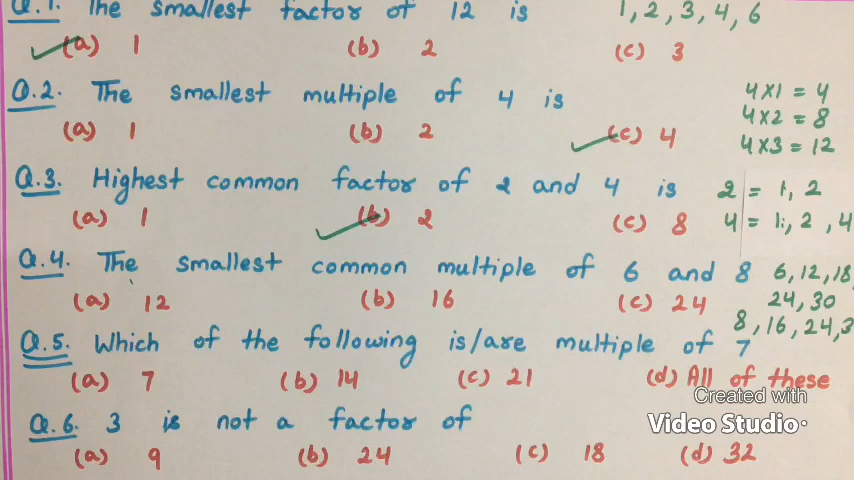 Q.1. The smallest factor of 12 is 1, 2, 3, 4, 6
(a) 1 (b) 2 (c) 3
Q.2. The smallest multiple of 4 is
4×1 = 4
4×2 = 8
(a) 1 (b) 2 (c) 4
4×3 = 12
Q.3. Highest common factor of 2 and 4 is 2 = 1, 2
(a) 1 (b) 2 (c) 8 4 = 1, 2, 4
Q.4. The smallest common multiple of 6 and 8 6, 12, 18,
(a) 12 (b) 16 (c) 24 24, 30
8, 16, 24, 3
Q.5. Which of the following is/are multiple of 7
(a) 7 (b) 14 (c) 21 (d) All of these
Created with
Video Studio
Q.6. 3 is not a factor of
(a) 9 (b) 24 (c) 18 (d) 32